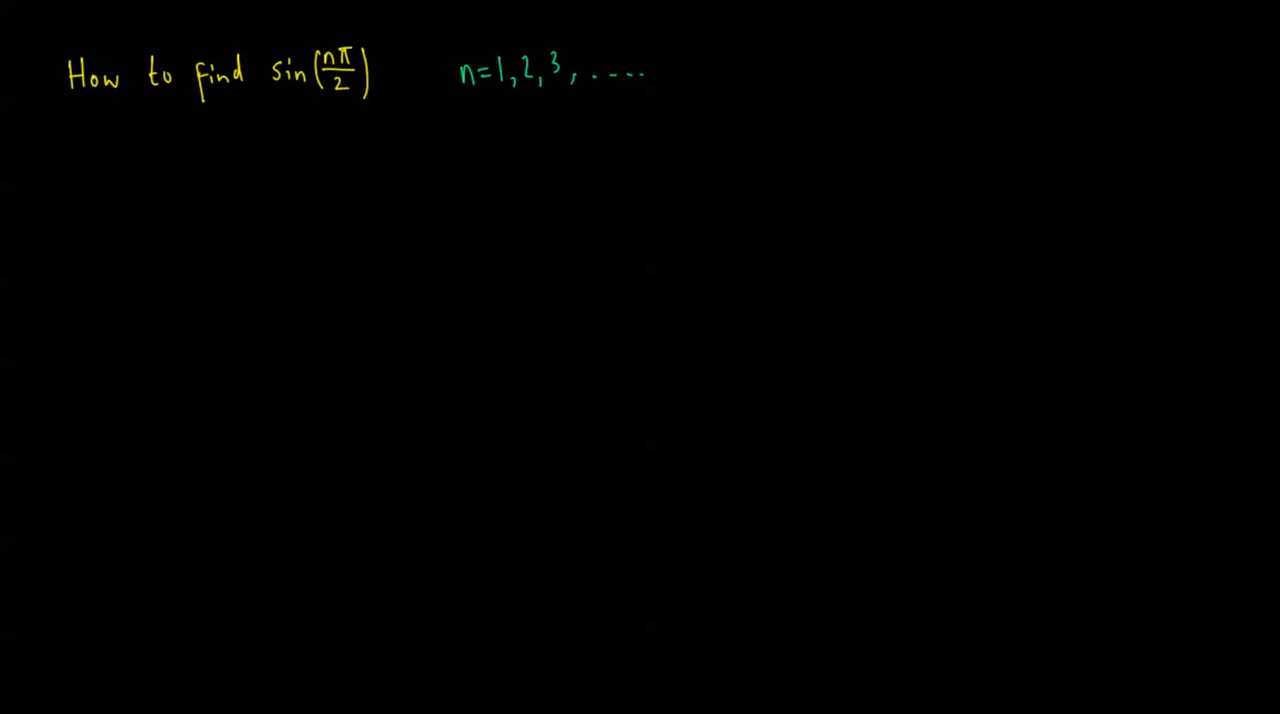 How to find sin(nπ/2) n=1,2,3,.....